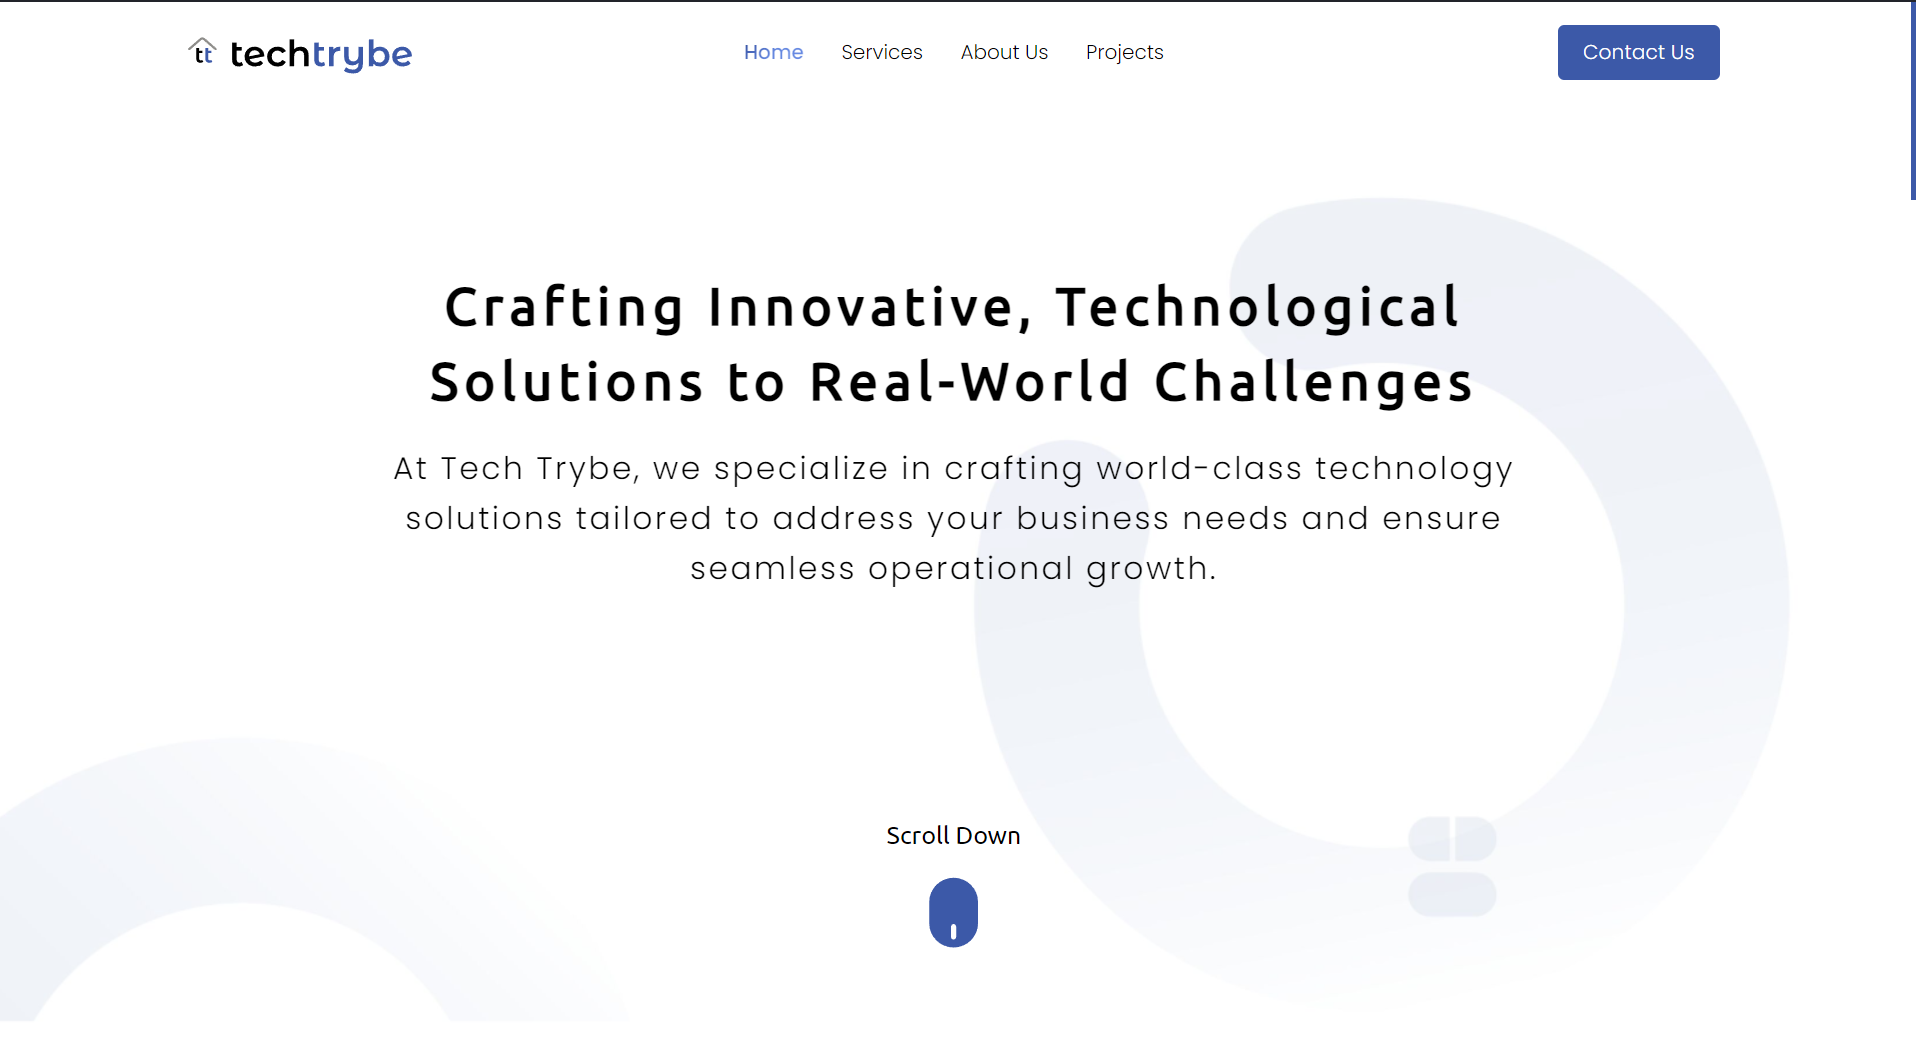 tt techtrybe
Home
Services
About Us
Projects
Contact Us
Crafting Innovative, Technological
Solutions to Real-World Challenges
At Tech Trybe, we specialize in crafting world-class technology
solutions tailored to address your business needs and ensure
seamless operational growth.
Scroll Down